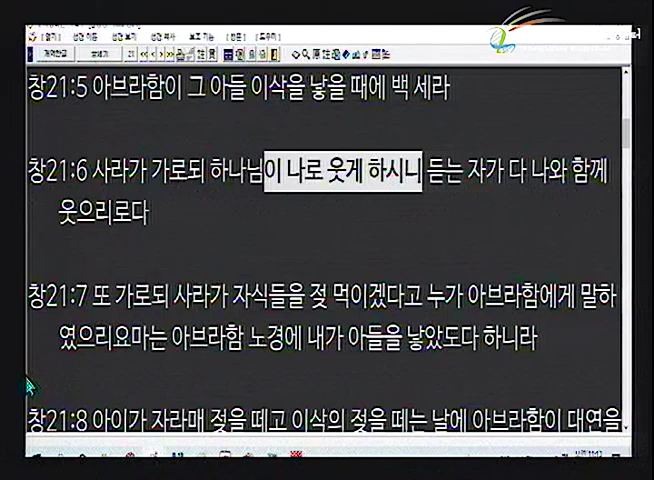 개역한글
창21:5 아브라함이 그 아들 이삭을 낳을 때에 백 세라
창21:6 사라가 가로되 하나님이 나로 웃게 하시니 듣는 자가 다 나와 함께
웃으리로다
창21:7 또 가로되 사라가 자식들을 젖 먹이겠다고 누가 아브라함에게 말하
였으리요마는 아브라함 노경에 내가 아들을 낳았도다 하니라
창21:8 아이가 자라매 젖을 떼고 이삭의 젖을 떼는 날에 아브라함이 대연을